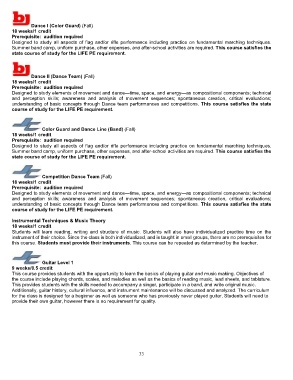 bj Dance I (Color Guard) (Fall)
18 weeks/1 credit
Prerequisite: audition required
Designed to study all aspects of flag and/or rifle performance including practice on fundamental marching techniques.
Summer band camp, uniform purchase, other expenses, and after-school activities are required. This course satisfies the
state course of study for the LIFE PE requirement.
bj Dance II (Dance Team) (Fall)
18 weeks/1 credit
Prerequisite: audition required
Designed to study elements of movement and dance—time, space, and energy—as compositional components; technical
and perception skills; awareness and analysis of movement sequences; spontaneous creation; critical evaluations;
understanding of basic concepts through Dance team performances and competitions. This course satisfies the state
course of study for the LIFE PE requirement.
Color Guard and Dance Line (Band) (Fall)
18 weeks/1 credit
Prerequisite: audition required
Designed to study all aspects of flag and/or rifle performance including practice on fundamental marching techniques.
Summer band camp, uniform purchase, other expenses, and after-school activities are required. This course satisfies the
state course of study for the LIFE PE requirement.
Competition Dance Team (Fall)
18 weeks/1 credit
Prerequisite: audition required
Designed to study elements of movement and dance—time, space, and energy—as compositional components; technical
and perception skills; awareness and analysis of movement sequences; spontaneous creation; critical evaluations;
understanding of basic concepts through Dance team performances and competitions. This course satisfies the state
course of study for the LIFE PE requirement.
Instrumental Techniques & Music Theory
18 weeks/1 credit
Students will learn reading, writing and structure of music. Students will also have individualized practice time on the
instrument of their choice. Since the class is both individualized and is taught in small groups, there are no prerequisites for
this course. Students must provide their instruments. This course can be repeated as determined by the teacher.
Guitar Level 1
9 weeks/0.5 credit
This course provides students with the opportunity to learn the basics of playing guitar and music making. Objectives of
the course include playing chords, scales, and melodies as well as the basics of reading music, lead sheets, and tablature.
This provides students with the skills needed to accompany a singer, participate in a band, and write original music.
Additionally, guitar history, cultural influence, and instrument maintenance will be discussed and analyzed. The curriculum
for the class is designed for a beginner as well as someone who has previously never played guitar. Students will need to
provide their own guitar, however there is no requirement for quality.